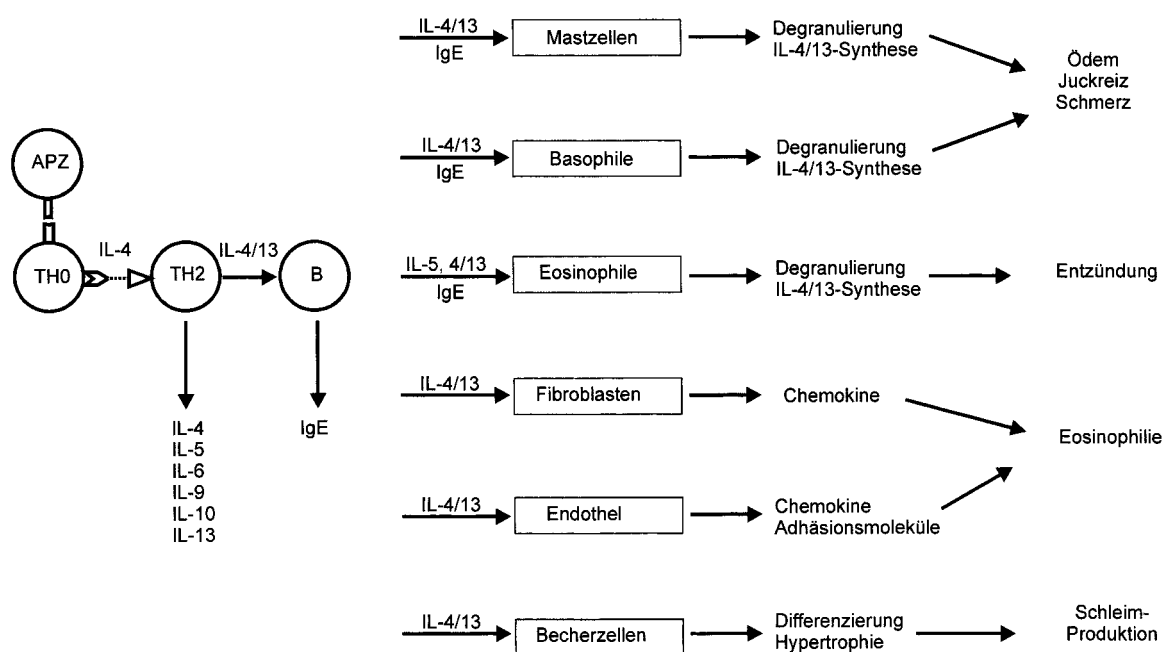 APZ
TH0
IL-4
TH2
IL-4/13
B
IL-4
IL-5
IL-6
IL-9
IL-10
IL-13
IgE
IL-4/13
IgE
Mastzellen
Degranulierung
IL-4/13-Synthese
Ödem
Juckreiz
Schmerz
IL-4/13
IgE
Basophile
Degranulierung
IL-4/13-Synthese
IL-5, 4/13
IgE
Eosinophile
Degranulierung
IL-4/13-Synthese
Entzündung
IL-4/13
Fibroblasten
Chemokine
Eosinophilie
IL-4/13
Endothel
Chemokine
Adhäsionsmoleküle
IL-4/13
Becherzellen
Differenzierung
Hypertrophie
Schleim-
Produktion